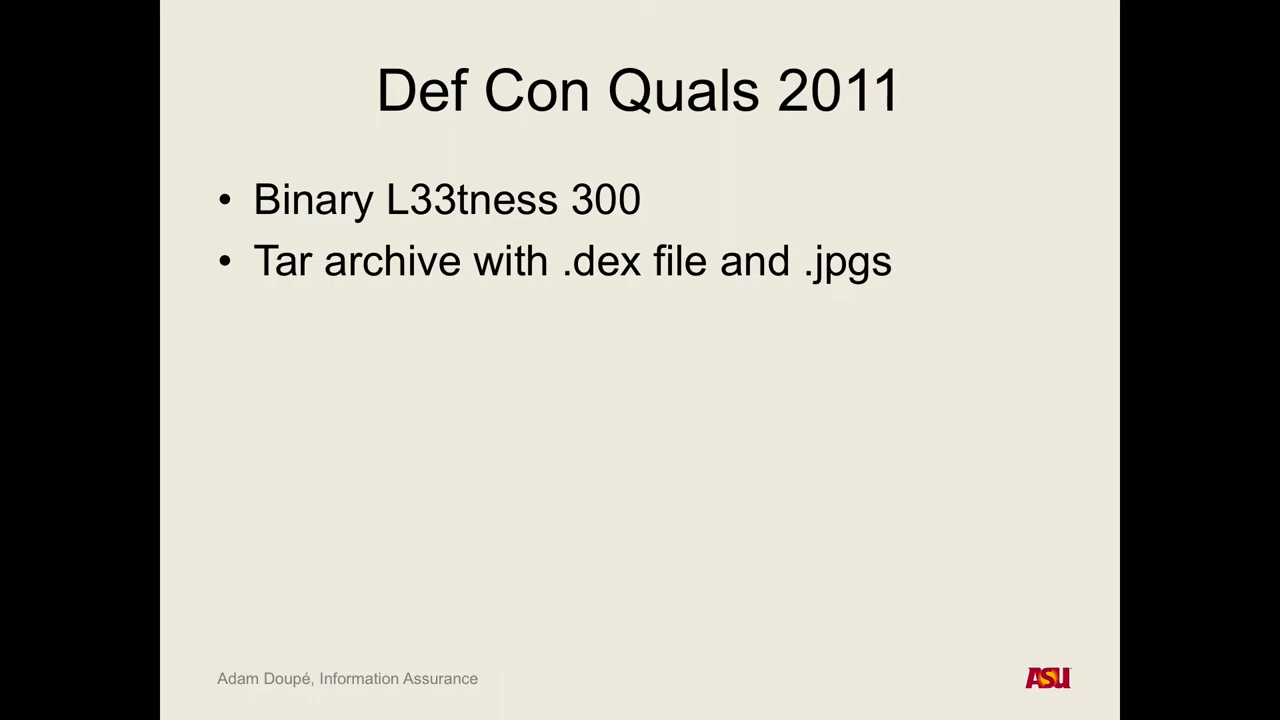 Def Con Quals 2011
• Binary L33tness 300
• Tar archive with .dex file and .jpgs
Adam Doupé, Information Assurance
ASU